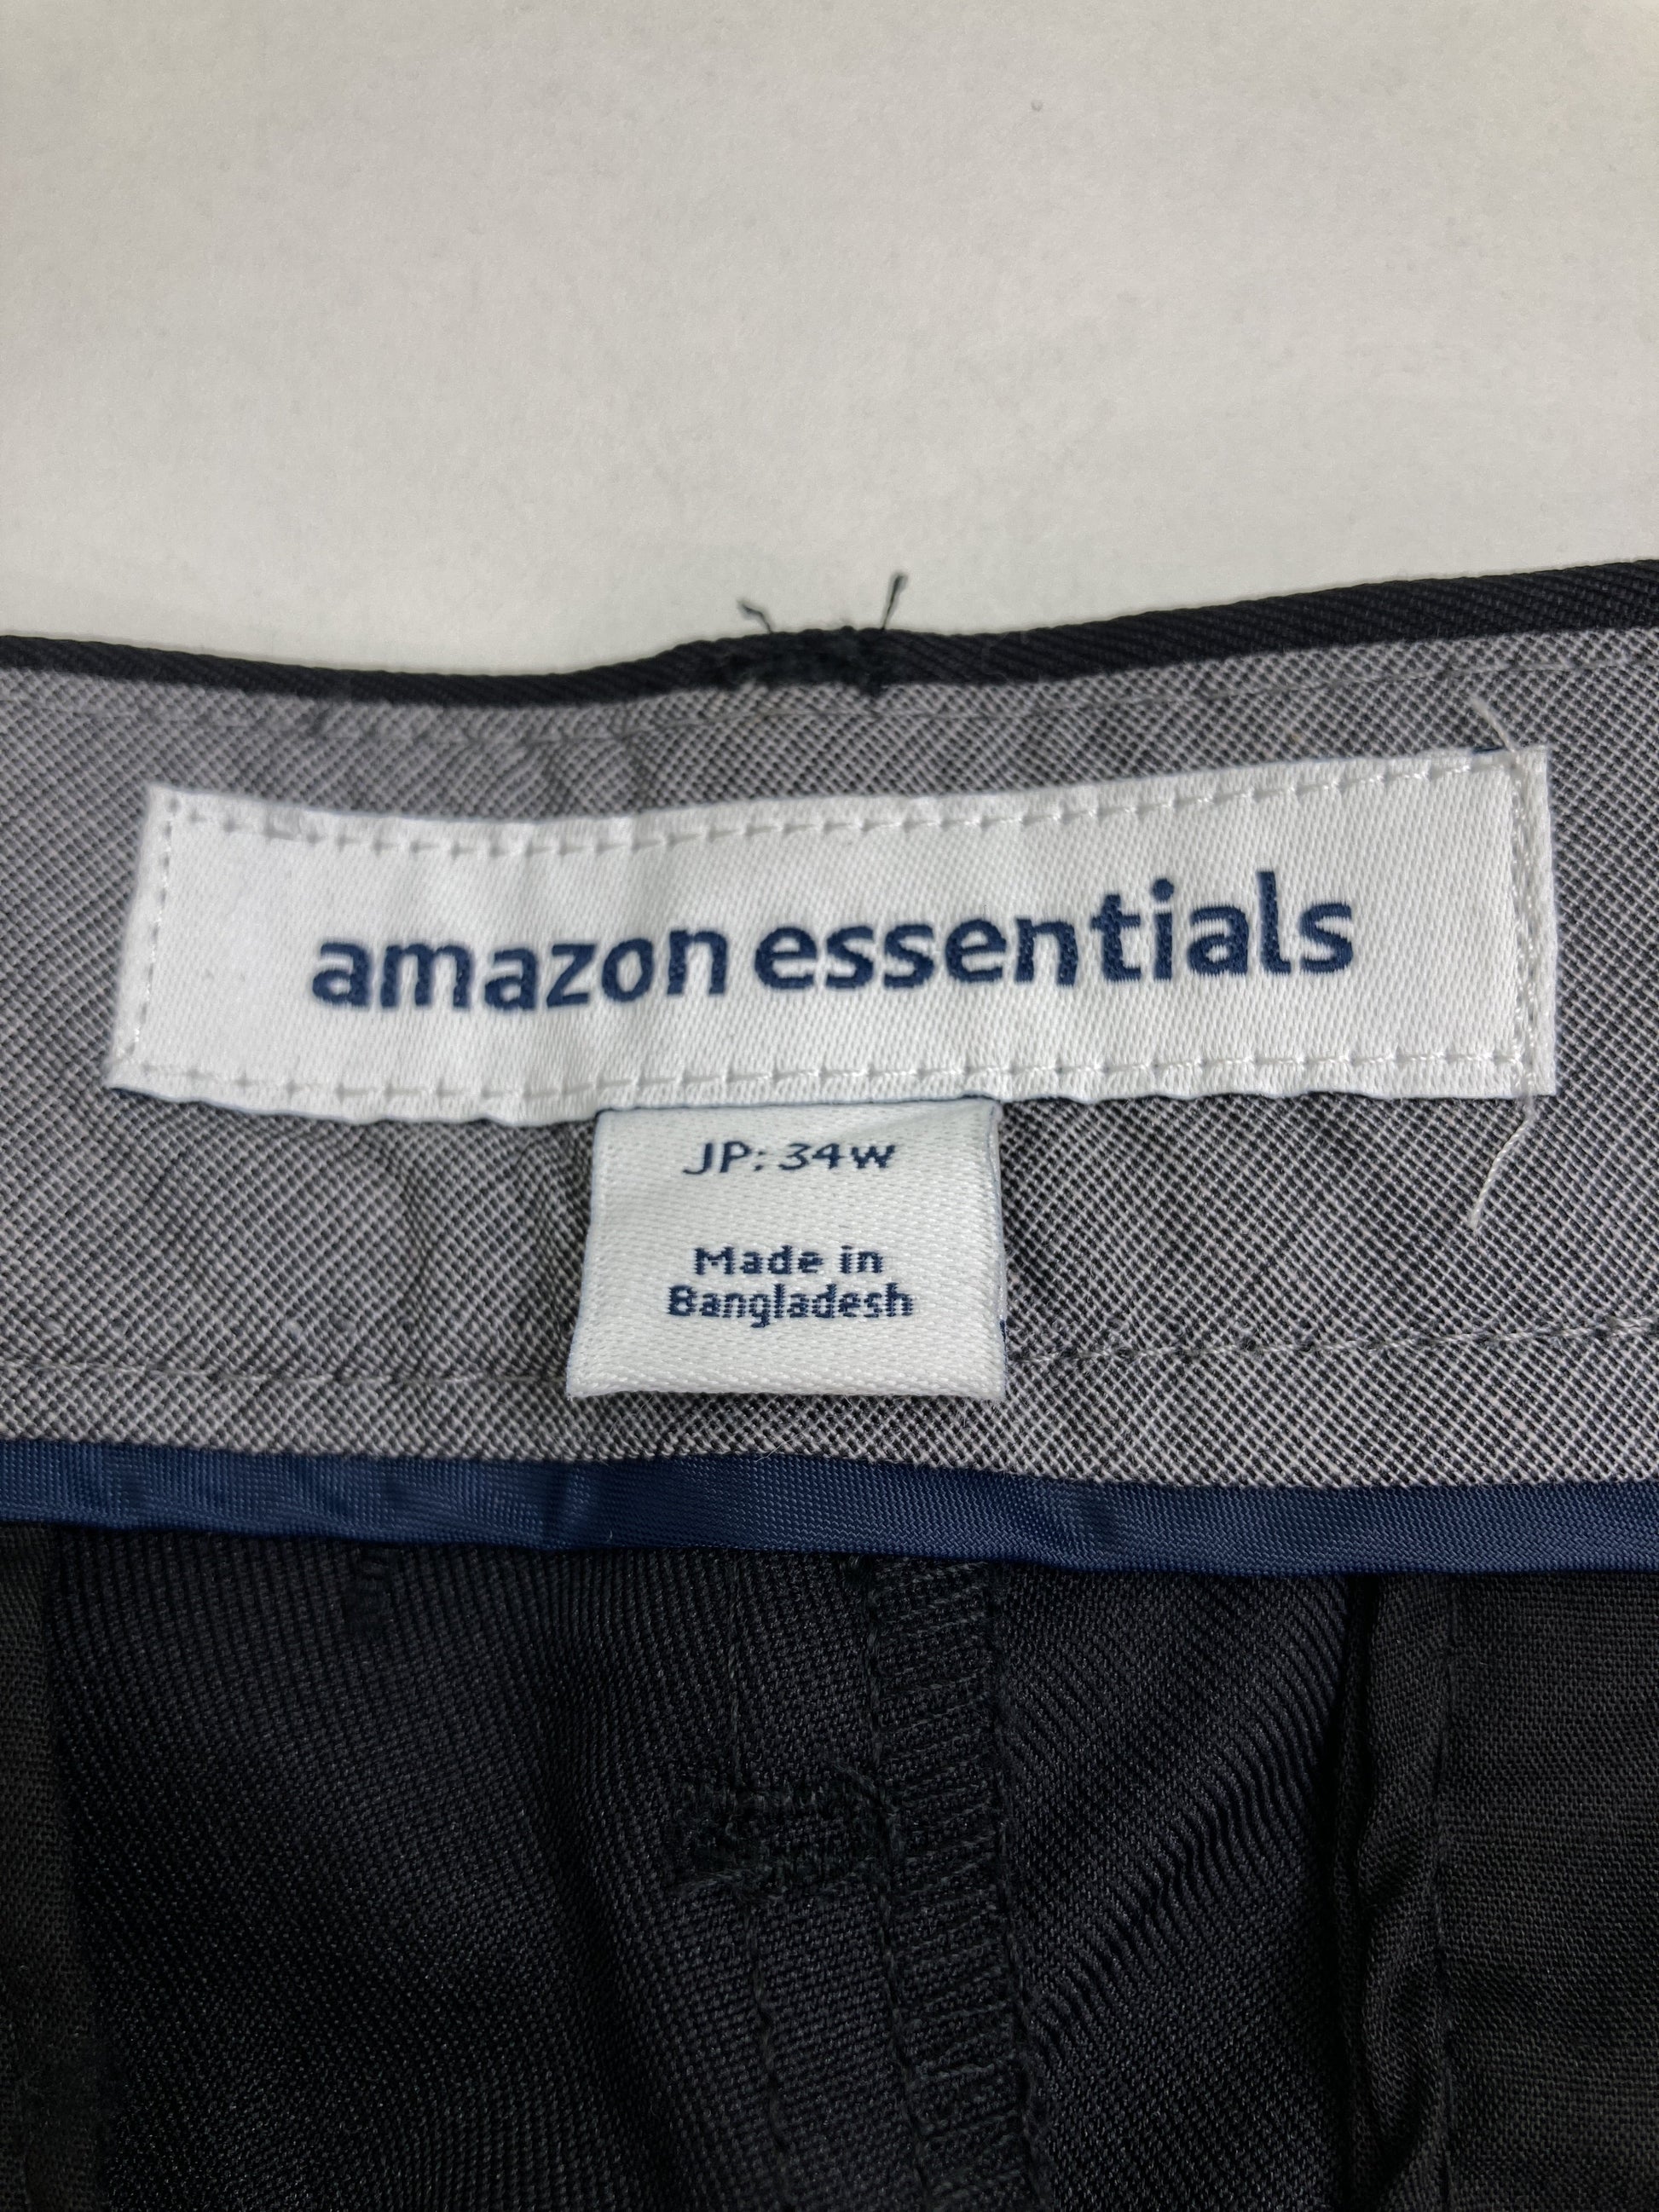 amazon essentials
JP: 34W
Made in
Bangladesh